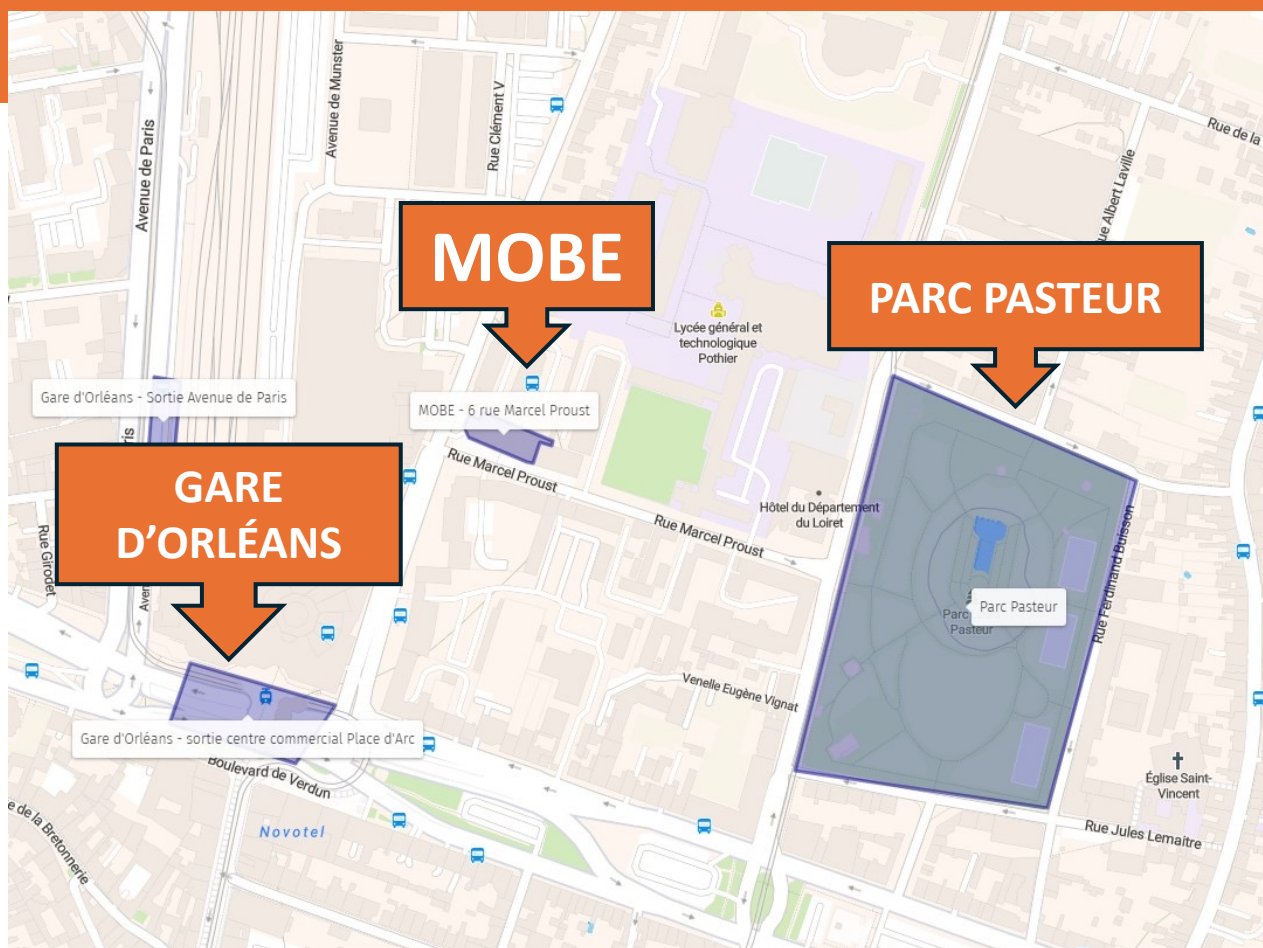 Avenue de Munster
Rue Clément V
Avenue de Paris
Rue de la
Rue Albert Laville
MOBE
PARC PASTEUR
Lycée général et
technologique
Pothier
Gare d'Orléans - Sortie Avenue de Paris
MOBE - 6 rue Marcel Proust
Rue Marcel Proust
GARE
D'ORLÉANS
Rue Girodet
Rue Marcel Proust
Hôtel du Département
du Loiret
Rue Ferdinand Buisson
Parc
Pasteur
Parc Pasteur
Venelle Eugène Vignat
Gare d'Orléans - sortie centre commercial Place d'Arc
Boulevard de Verdun
Novotel
Église Saint-
Vincent
Rue Jules Lemaitre
e de la Bretonnerie